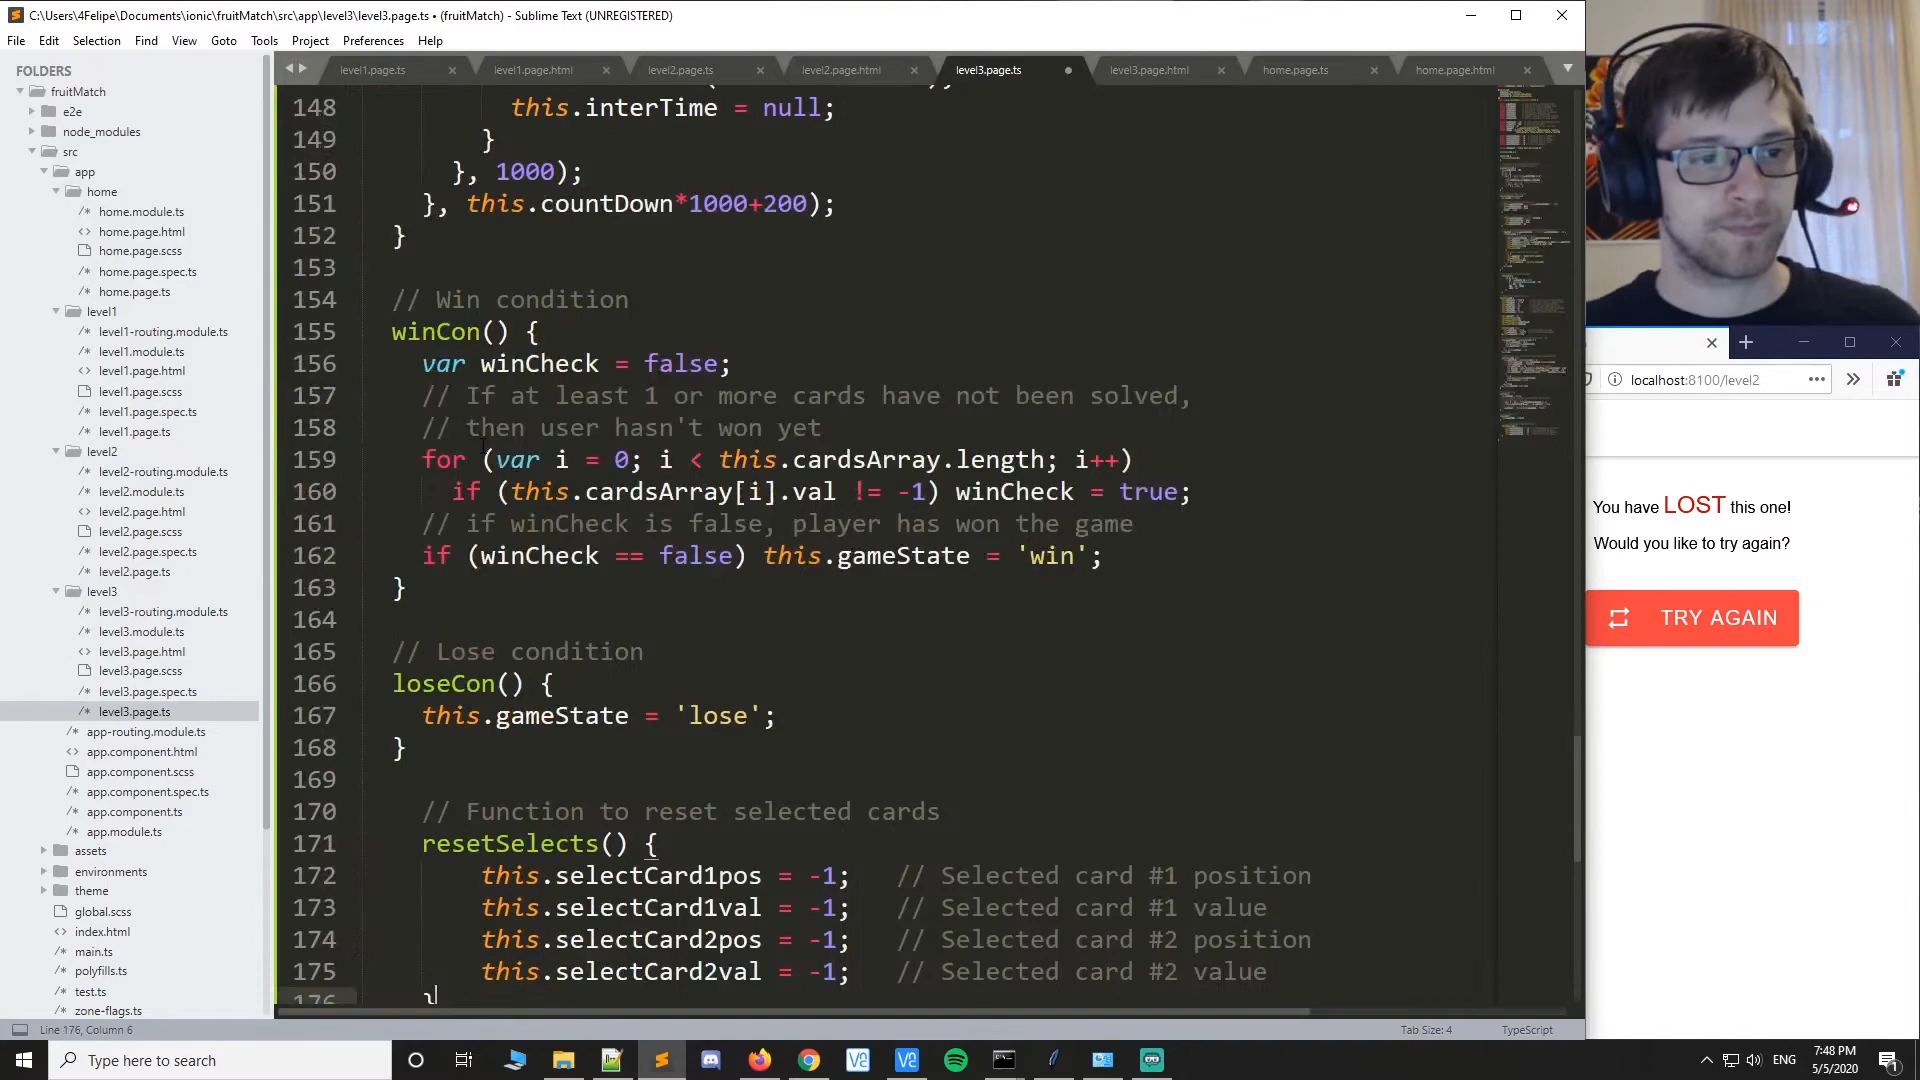 C:\Users\4Felipe\Documents\ionic\fruitMatch\src\app\level3\level3.page.ts • (fruitMatch) - Sublime Text (UNREGISTERED)
File Edit Selection Find View Goto Tools Project Preferences Help
FOLDERS
fruitMatch
e2e
node_modules
src
app
home
home.module.ts
home.page.html
home.page.scss
home.page.spec.ts
home.page.ts
level1
level1-routing.module.ts
level1.module.ts
level1.page.html
level1.page.scss
level1.page.spec.ts
level1.page.ts
level2
level2-routing.module.ts
level2.module.ts
level2.page.html
level2.page.scss
level2.page.spec.ts
level2.page.ts
level3
level3-routing.module.ts
level3.module.ts
level3.page.html
level3.page.scss
level3.page.spec.ts
level3.page.ts
app-routing.module.ts
app.component.html
app.component.scss
app.component.spec.ts
app.component.ts
app.module.ts
assets
environments
theme
global.scss
index.html
main.ts
polyfills.ts
test.ts
zone-flags.ts
level1.page.ts level1.page.html level2.page.ts level2.page.html level3.page.ts level3.page.html home.page.ts home.page.html
148 this.interTime = null;
149 }
150 }, 1000);
151 }, this.countDown*1000+200);
152 }
153
154 // Win condition
155 winCon() {
156 var winCheck = false;
157 // If at least 1 or more cards have not been solved,
158 // then user hasn't won yet
159 for (var i = 0; i < this.cardsArray.length; i++)
160 if (this.cardsArray[i].val != -1) winCheck = true;
161 // if winCheck is false, player has won the game
162 if (winCheck == false) this.gameState = 'win';
163 }
164
165 // Lose condition
166 loseCon() {
167 this.gameState = 'lose';
168 }
169
170 // Function to reset selected cards
171 resetSelects() {
172 this.selectCard1pos = -1; // Selected card #1 position
173 this.selectCard1val = -1; // Selected card #1 value
174 this.selectCard2pos = -1; // Selected card #2 position
175 this.selectCard2val = -1; // Selected card #2 value
176 }
Line 176, Column 6
Tab Size: 4
TypeScript
localhost:8100/level2
You have LOST this one!
Would you like to try again?
TRY AGAIN
Type here to search
ENG
7:48 PM
5/5/2020
1